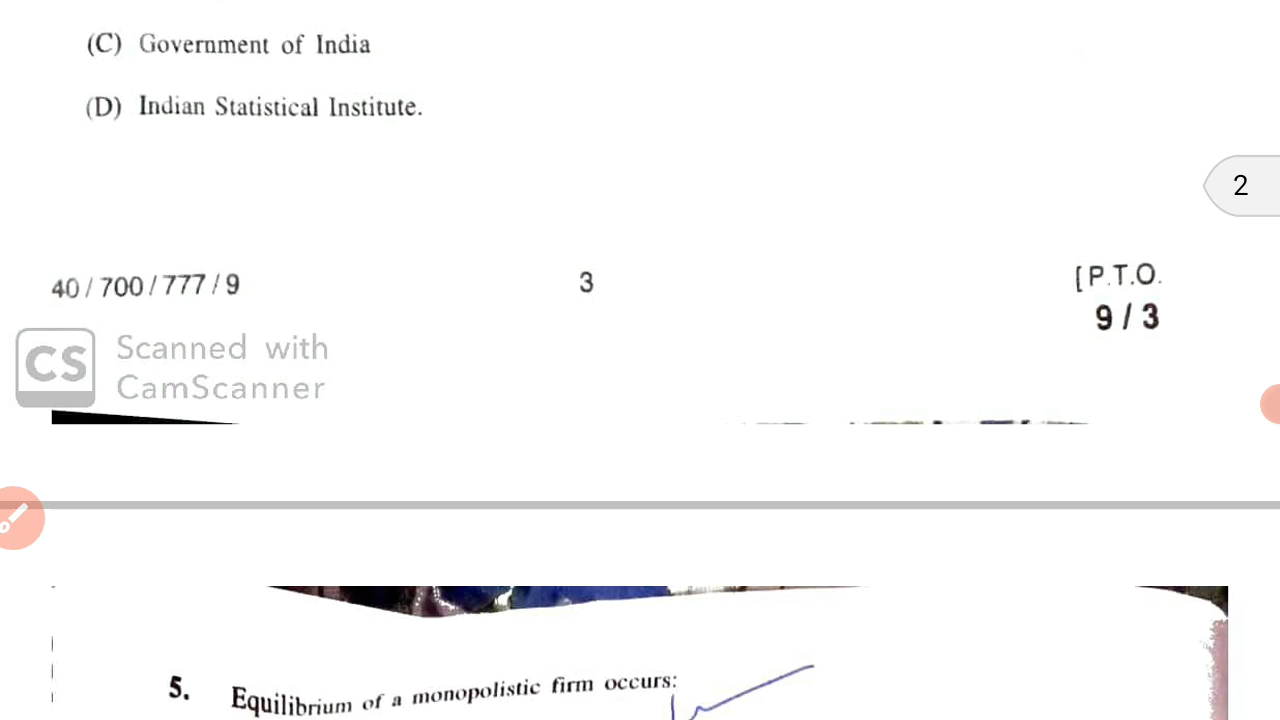 (C) Government of India
(D) Indian Statistical Institute.
2
40 / 700 / 777 / 9
3
[P.T.O.
9 / 3
CS
Scanned with
CamScanner
5. Equilibrium of a monopolistic firm occurs: